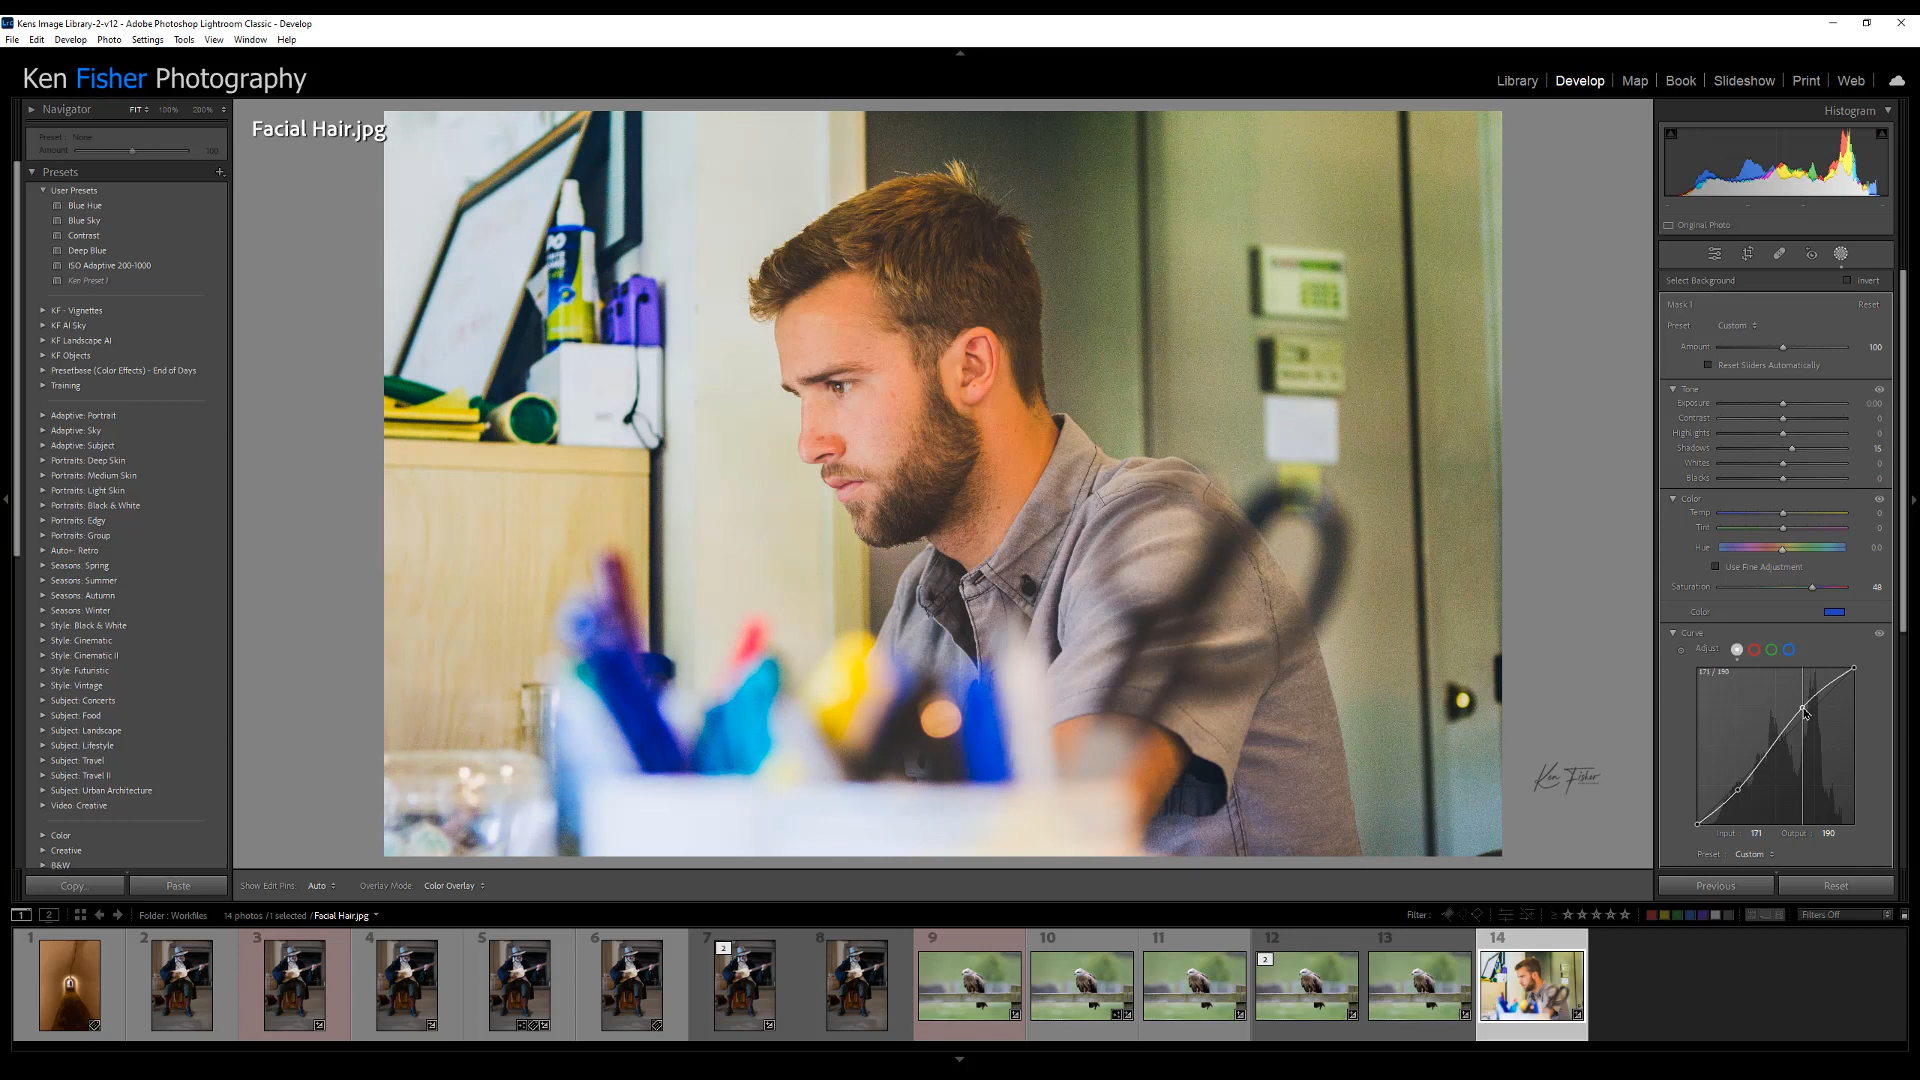 Kens Image Library-2-v12 - Adobe Photoshop Lightroom Classic - Develop
File Edit Develop Photo Settings Tools View Window Help
Ken Fisher Photography
Library Develop Map Book Slideshow Print Web
Navigator FIT 100% 200%
Preset: None
Amount 100
Presets
User Presets
Blue Hue
Blue Sky
Contrast
Deep Blue
ISO Adaptive 200-1000
Ken Preset I
KF - Vignettes
KF AI Sky
KF Landscape AI
KF Objects
Presetbase (Color Effects) - End of Days
Training
Adaptive: Portrait
Adaptive: Sky
Adaptive: Subject
Portraits: Deep Skin
Portraits: Medium Skin
Portraits: Light Skin
Portraits: Black & White
Portraits: Edgy
Portraits: Group
Auto+: Retro
Seasons: Spring
Seasons: Summer
Seasons: Autumn
Seasons: Winter
Style: Black & White
Style: Cinematic
Style: Cinematic II
Style: Futuristic
Style: Vintage
Subject: Concerts
Subject: Food
Subject: Landscape
Subject: Lifestyle
Subject: Travel
Subject: Travel II
Subject: Urban Architecture
Video: Creative
Color
Creative
B&W
Copy... Paste
Facial Hair.jpg
Ken Fisher
Histogram
Original Photo
Select Background Invert
Mask 1 Reset
Preset: Custom
Amount 100
Reset Sliders Automatically
Tone
Exposure 0.00
Contrast 0
Highlights 0
Shadows 15
Whites 0
Blacks 0
Color
Temp 0
Tint 0
Hue 0.0
Use Fine Adjustment
Saturation 48
Color
Curve
Adjust
171 / 190
Input: 171 Output: 190
Preset: Custom
Previous Reset
Show Edit Pins: Auto Overlay Mode: Color Overlay
1 2 Folder : Workfiles 14 photos / 1 selected / Facial Hair.jpg Filter: Filters Off
1 2 3 4 5 6 7 8 9 10 11 12 13 14
2 2